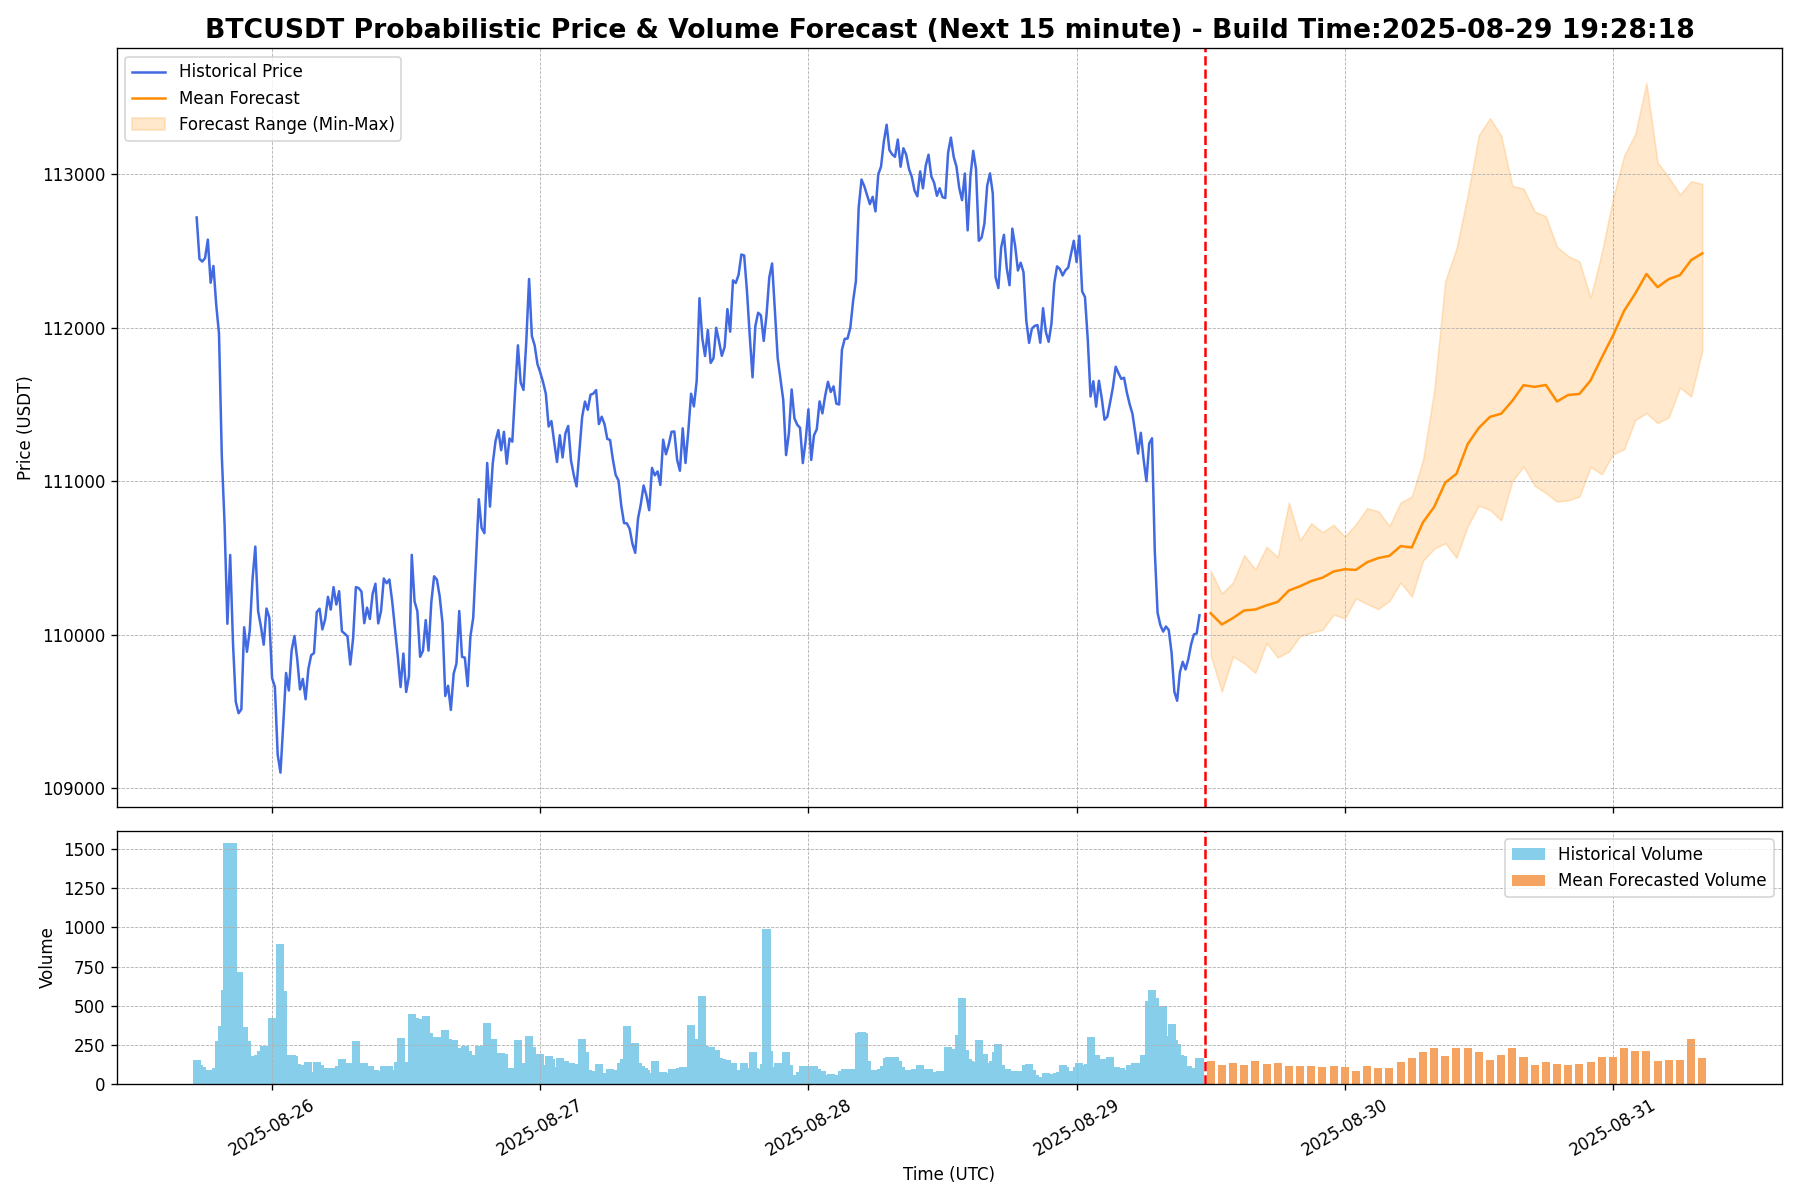 BTCUSDT Probabilistic Price & Volume Forecast (Next 15 minute) - Build Time:2025-08-29 19:28:18
Historical Price
Mean Forecast
Forecast Range (Min-Max)
113000
112000
111000
110000
109000
Price (USDT)
Historical Volume
Mean Forecasted Volume
1500
1250
1000
750
500
250
0
Volume
2025-08-26
2025-08-27
2025-08-28
2025-08-29
2025-08-30
2025-08-31
Time (UTC)